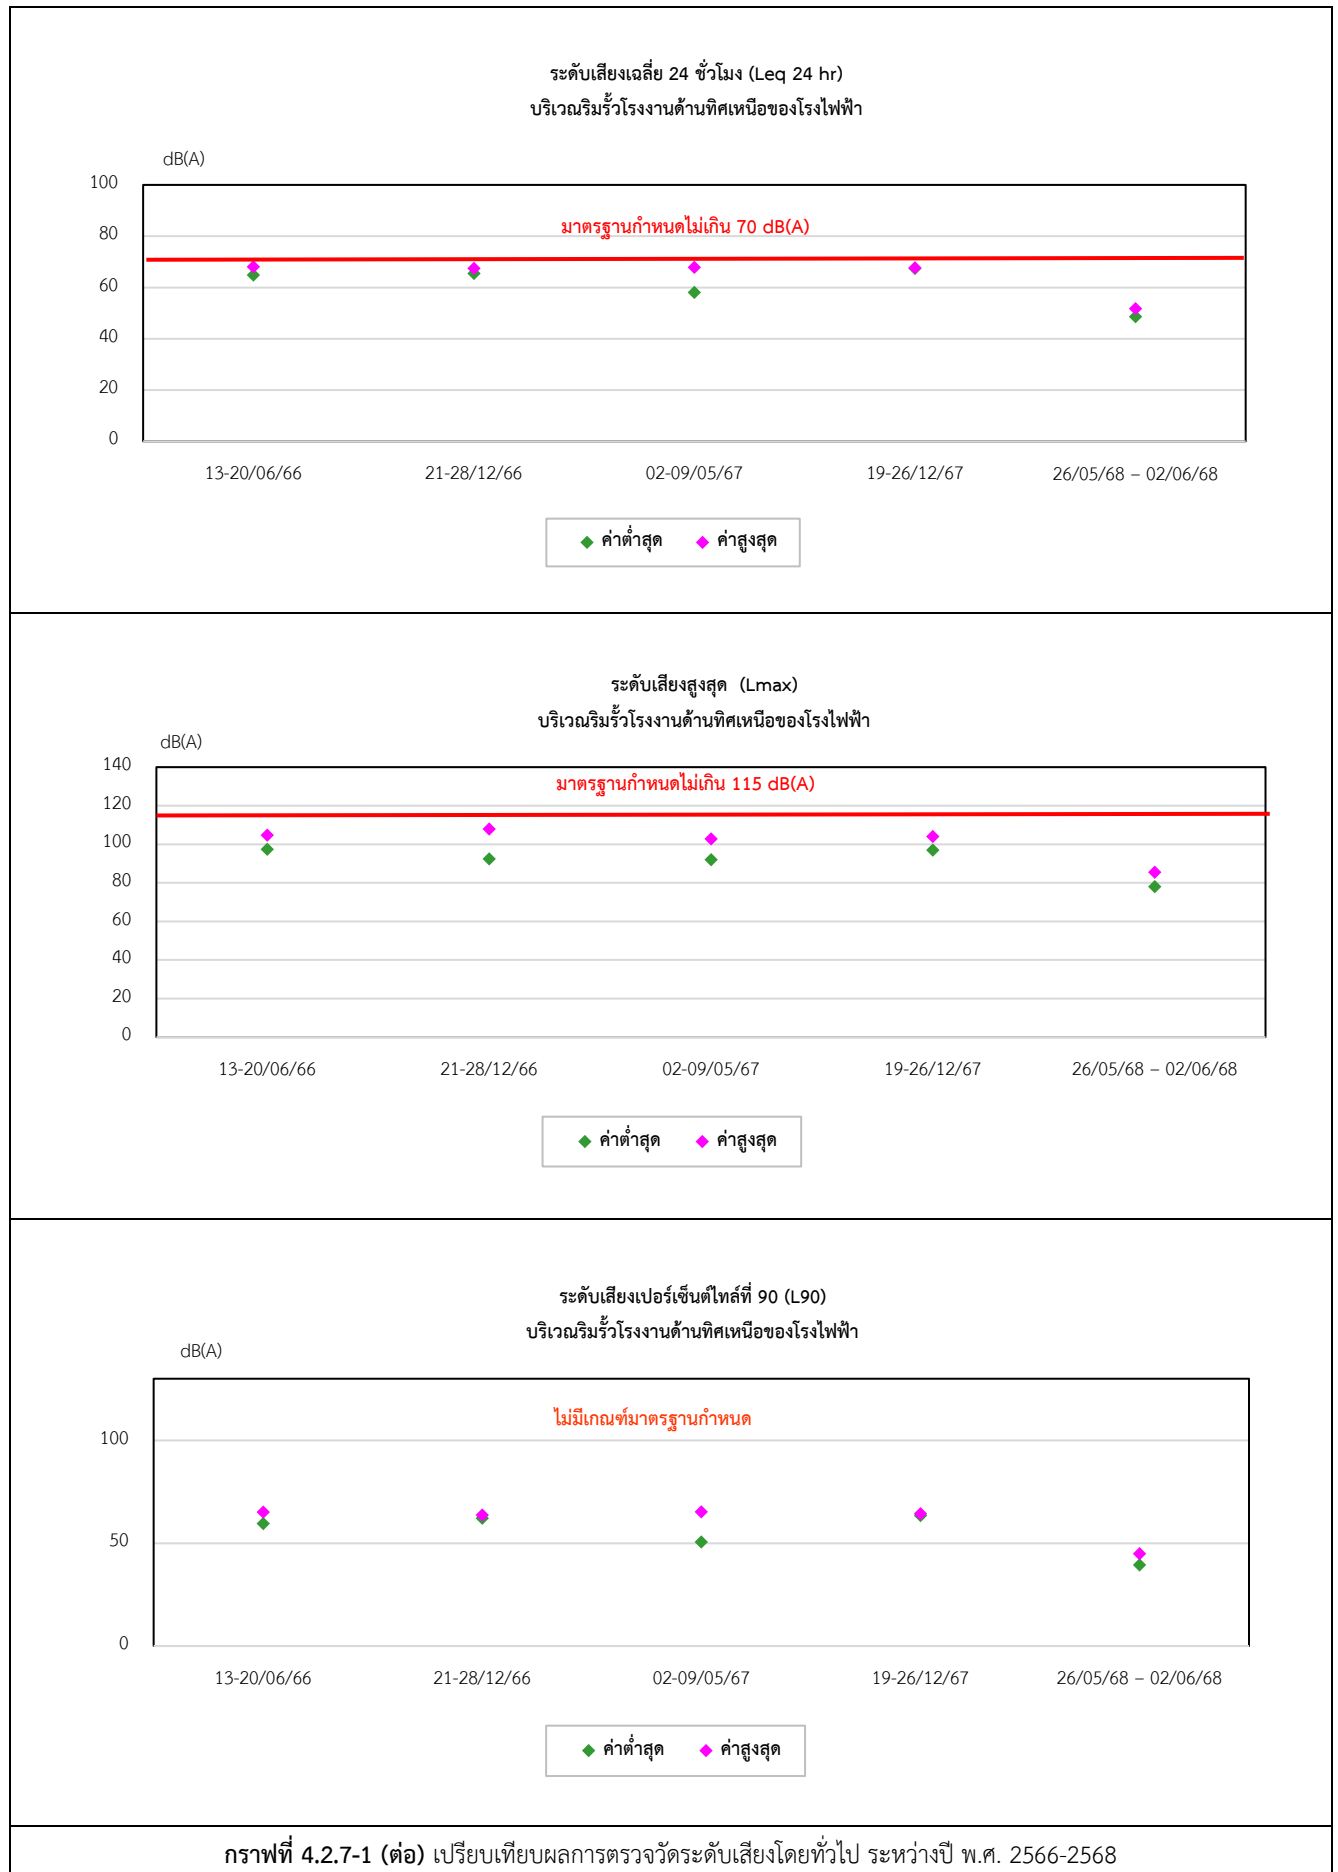 ระดับเสียงเฉลี่ย 24 ชั่วโมง (Leq 24 hr)
บริเวณริมรั้วโรงงานด้านทิศเหนือของโรงไฟฟ้า
dB(A)
มาตรฐานกำหนดไม่เกิน 70 dB(A)
100
80
60
40
20
0
13-20/06/66 21-28/12/66 02-09/05/67 19-26/12/67 26/05/68 – 02/06/68
ค่าต่ำสุด ค่าสูงสุด
ระดับเสียงสูงสุด (Lmax)
บริเวณริมรั้วโรงงานด้านทิศเหนือของโรงไฟฟ้า
dB(A)
มาตรฐานกำหนดไม่เกิน 115 dB(A)
140
120
100
80
60
40
20
0
13-20/06/66 21-28/12/66 02-09/05/67 19-26/12/67 26/05/68 – 02/06/68
ค่าต่ำสุด ค่าสูงสุด
ระดับเสียงเปอร์เซ็นต์ไทล์ที่ 90 (L90)
บริเวณริมรั้วโรงงานด้านทิศเหนือของโรงไฟฟ้า
dB(A)
ไม่มีเกณฑ์มาตรฐานกำหนด
100
50
0
13-20/06/66 21-28/12/66 02-09/05/67 19-26/12/67 26/05/68 – 02/06/68
ค่าต่ำสุด ค่าสูงสุด
กราฟที่ 4.2.7-1 (ต่อ) เปรียบเทียบผลการตรวจวัดระดับเสียงโดยทั่วไป ระหว่างปี พ.ศ. 2566-2568